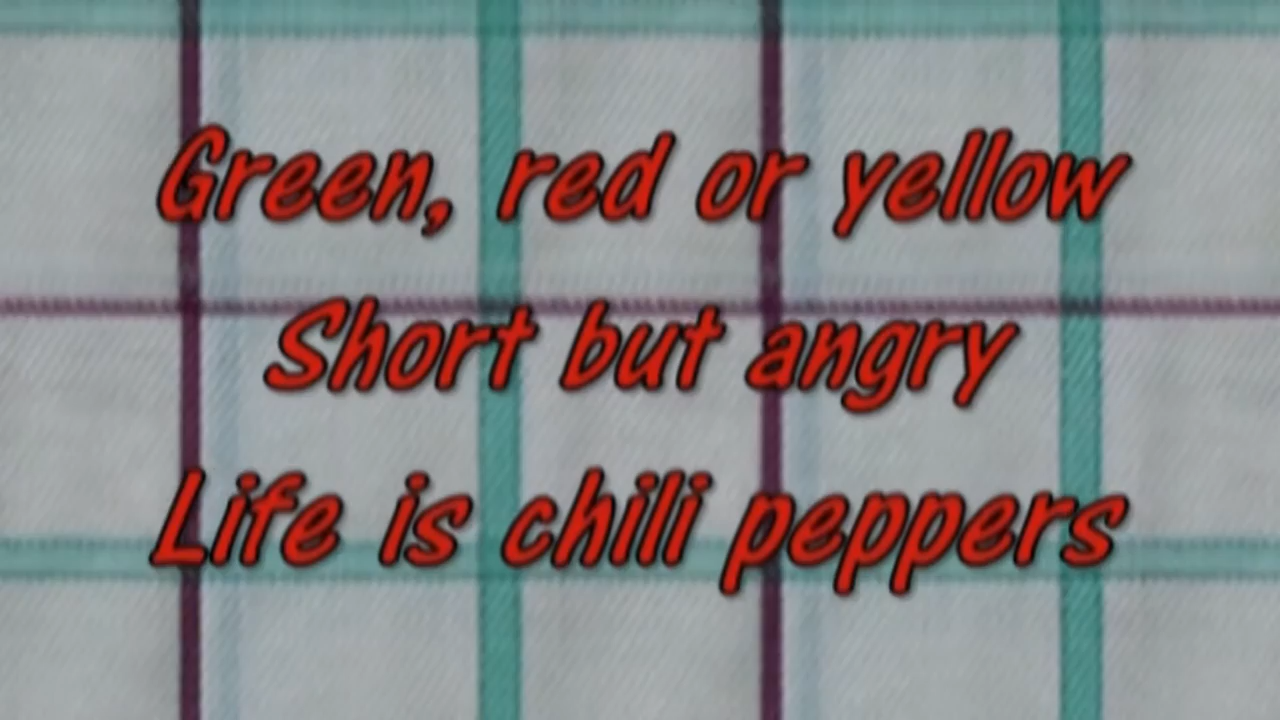 Green, red or yellow
Short but angry
Life is chili peppers